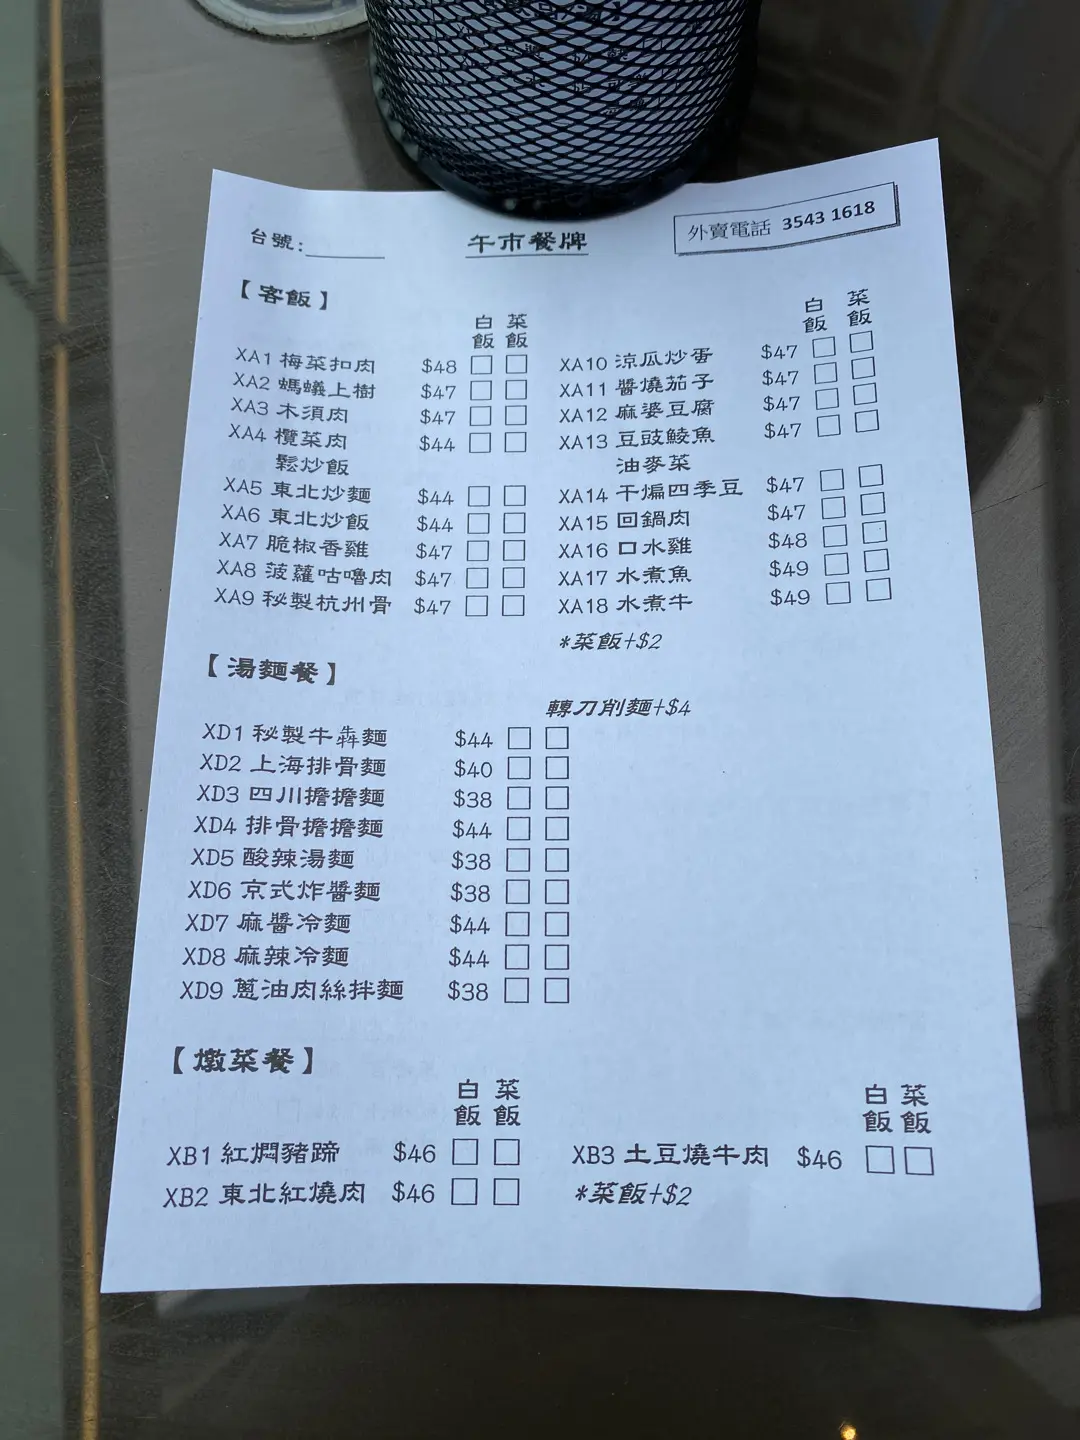 台號:
午市餐牌
外賣電話 3543 1618
【客飯】
白飯 菜飯
XA1 梅菜扣肉 $48 □ □
XA2 螞蟻上樹 $47 □ □
XA3 木須肉 $47 □ □
XA4 欖菜肉 $44 □ □
鬆炒飯
XA5 東北炒麵 $44 □ □
XA6 東北炒飯 $44 □ □
XA7 脆椒香雞 $47 □ □
XA8 菠蘿咕嚕肉 $47 □ □
XA9 秘製杭州骨 $47 □ □
白飯 菜飯
XA10 涼瓜炒蛋 $47 □ □
XA11 醬燒茄子 $47 □ □
XA12 麻婆豆腐 $47 □ □
XA13 豆豉鯪魚 $47 □ □
油麥菜
XA14 干煸四季豆 $47 □ □
XA15 回鍋肉 $47 □ □
XA16 口水雞 $48 □ □
XA17 水煮魚 $49 □ □
XA18 水煮牛 $49 □ □
*菜飯+$2
【湯麵餐】
轉刀削麵+$4
XD1 秘製牛犇麵 $44 □ □
XD2 上海排骨麵 $40 □ □
XD3 四川擔擔麵 $38 □ □
XD4 排骨擔擔麵 $44 □ □
XD5 酸辣湯麵 $38 □ □
XD6 京式炸醬麵 $38 □ □
XD7 麻醬冷麵 $44 □ □
XD8 麻辣冷麵 $44 □ □
XD9 蔥油肉絲拌麵 $38 □ □
【燉菜餐】
白飯 菜飯
XB1 紅燜豬蹄 $46 □ □
XB2 東北紅燒肉 $46 □ □
白飯 菜飯
XB3 土豆燒牛肉 $46 □ □
*菜飯+$2